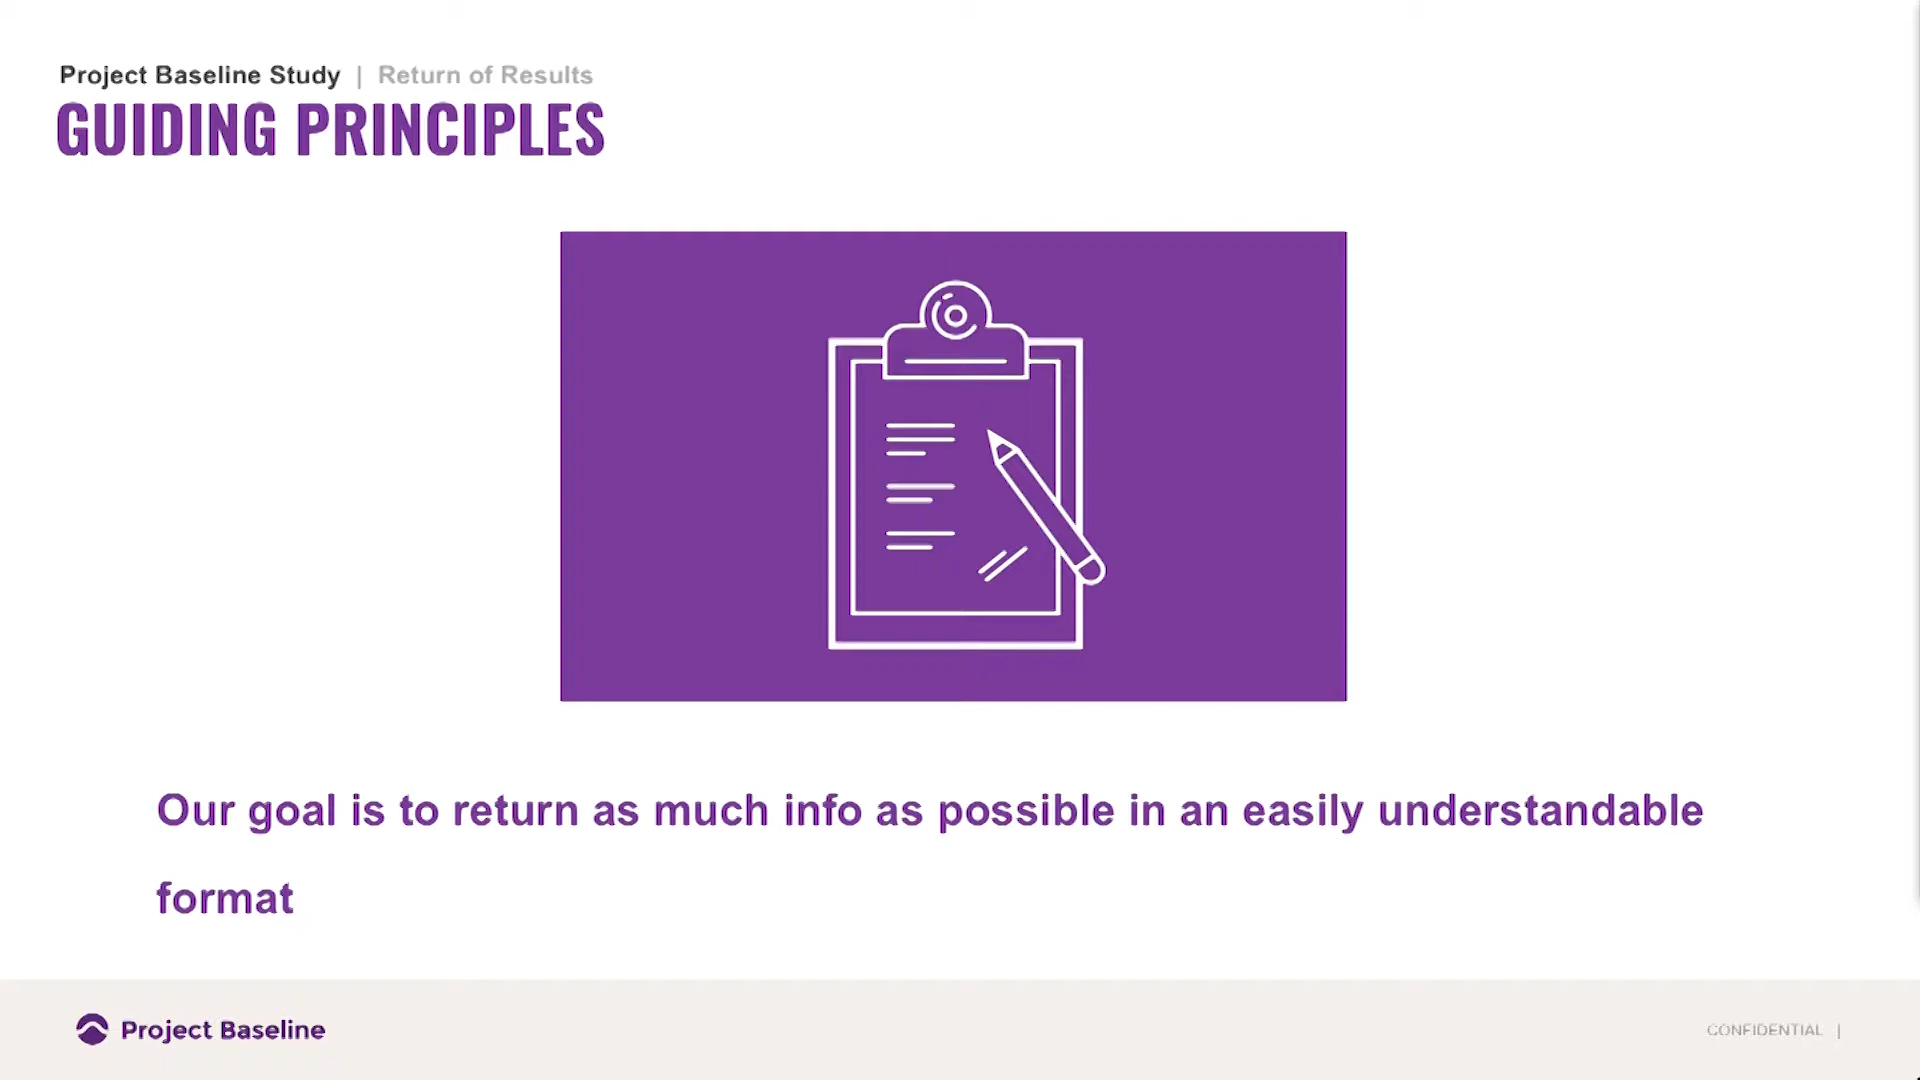 Project Baseline Study | Return of Results
GUIDING PRINCIPLES
Our goal is to return as much info as possible in an easily understandable
format
Project Baseline
CONFIDENTIAL |